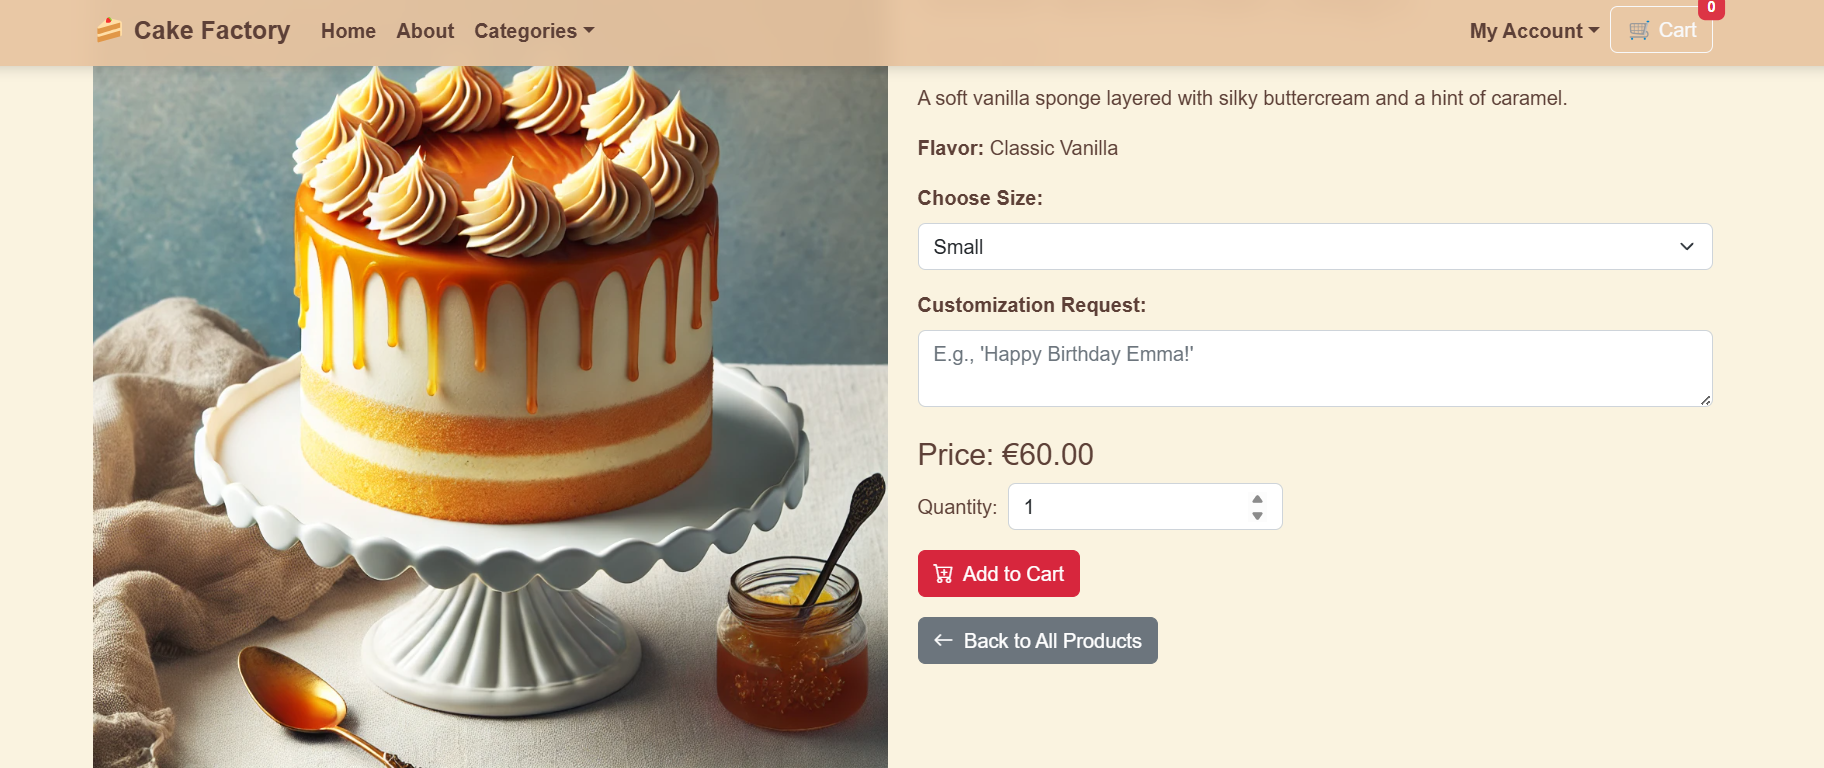 Cake Factory Home About Categories My Account Cart 0
A soft vanilla sponge layered with silky buttercream and a hint of caramel.
Flavor: Classic Vanilla
Choose Size:
Small
Customization Request:
E.g., 'Happy Birthday Emma!'
Price: €60.00
Quantity: 1
Add to Cart
Back to All Products